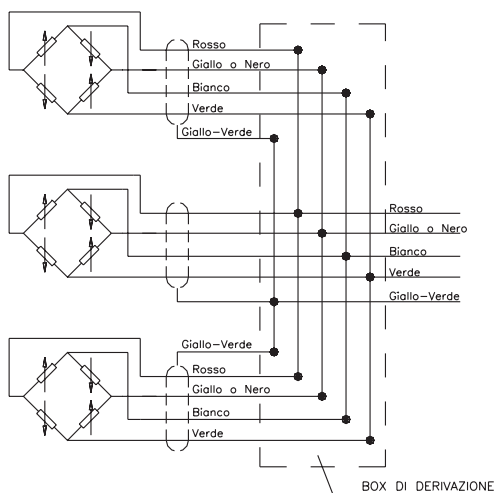 Rosso
Giallo o Nero
Bianco
Verde
Giallo-Verde
Rosso
Giallo o Nero
Bianco
Verde
Giallo-Verde
Giallo-Verde
Rosso
Giallo o Nero
Bianco
Verde
BOX DI DERIVAZIONE